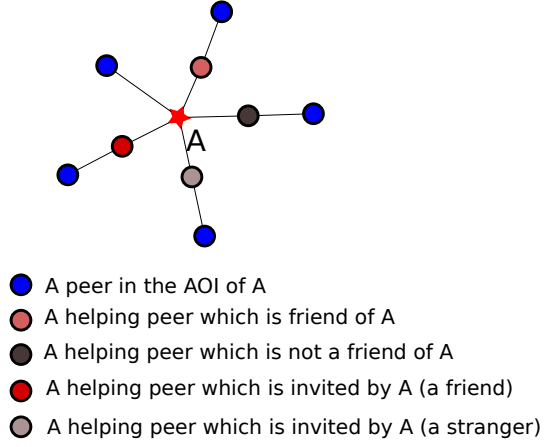 A
A peer in the AOI of A
A helping peer which is friend of A
A helping peer which is not a friend of A
A helping peer which is invited by A (a friend)
A helping peer which is invited by A (a stranger)